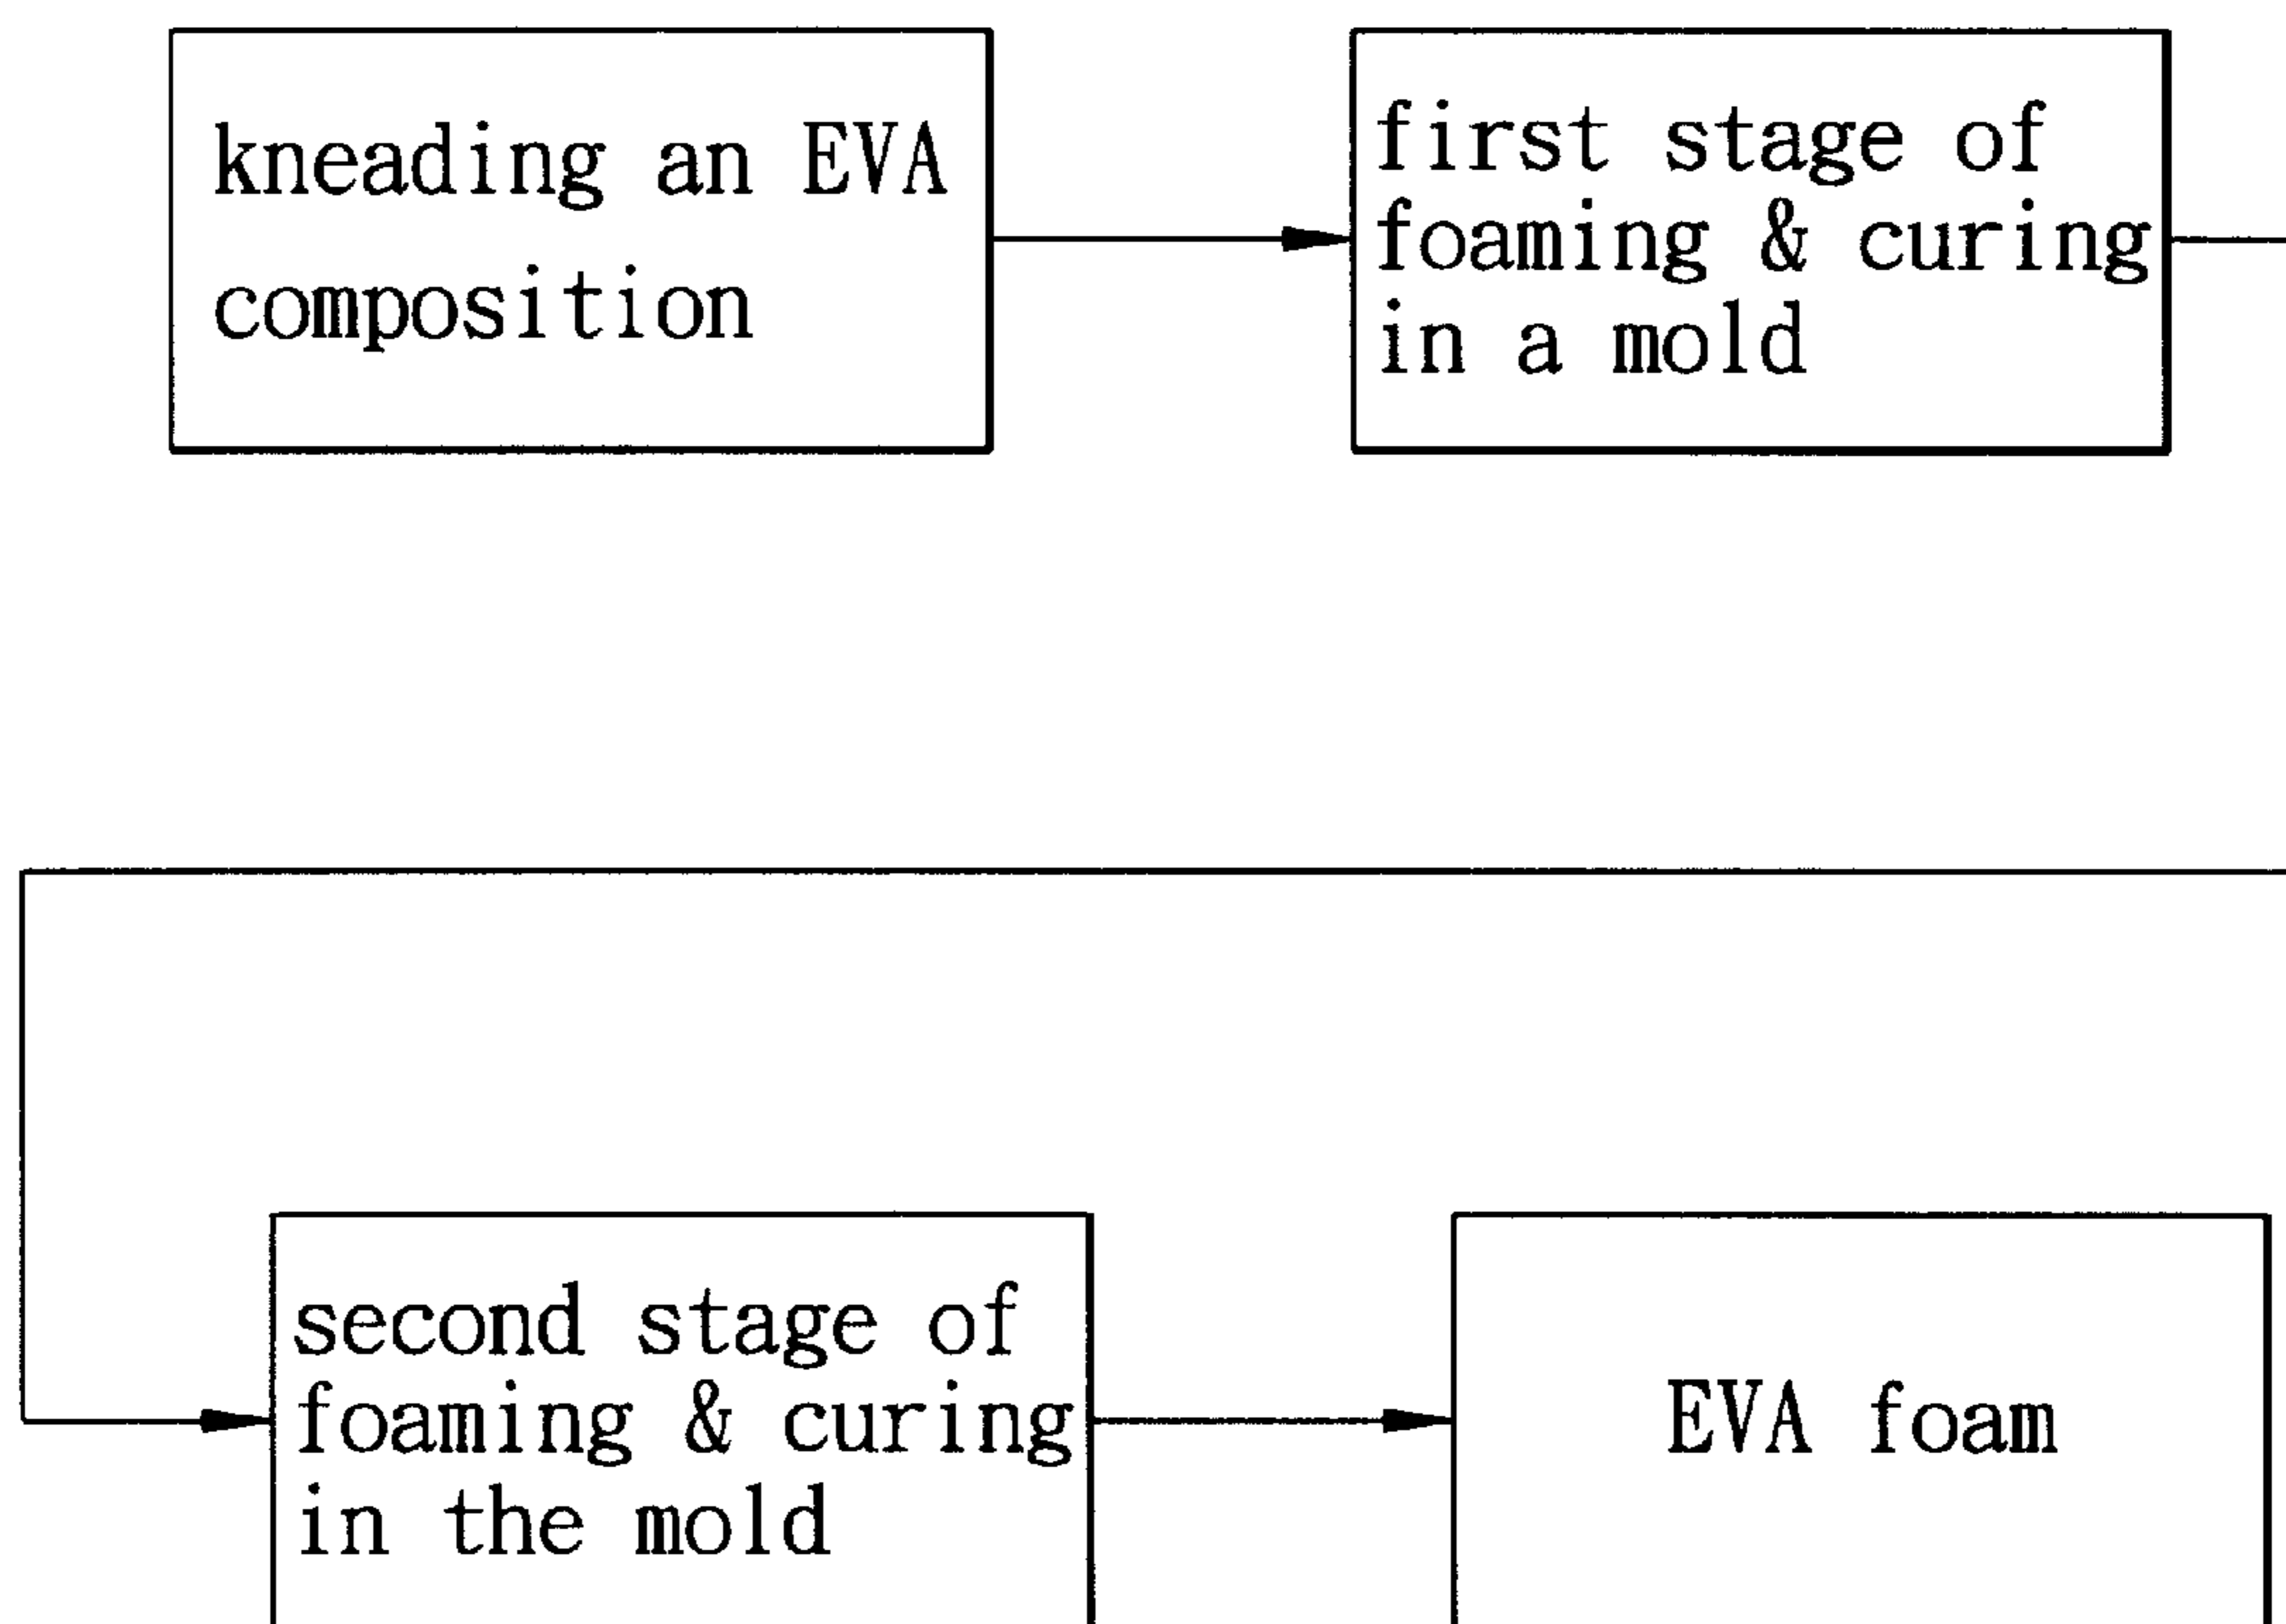 kneading an EVA
composition
first stage of
foaming & curing
in a mold
second stage of
foaming & curing
in the mold
EVA foam